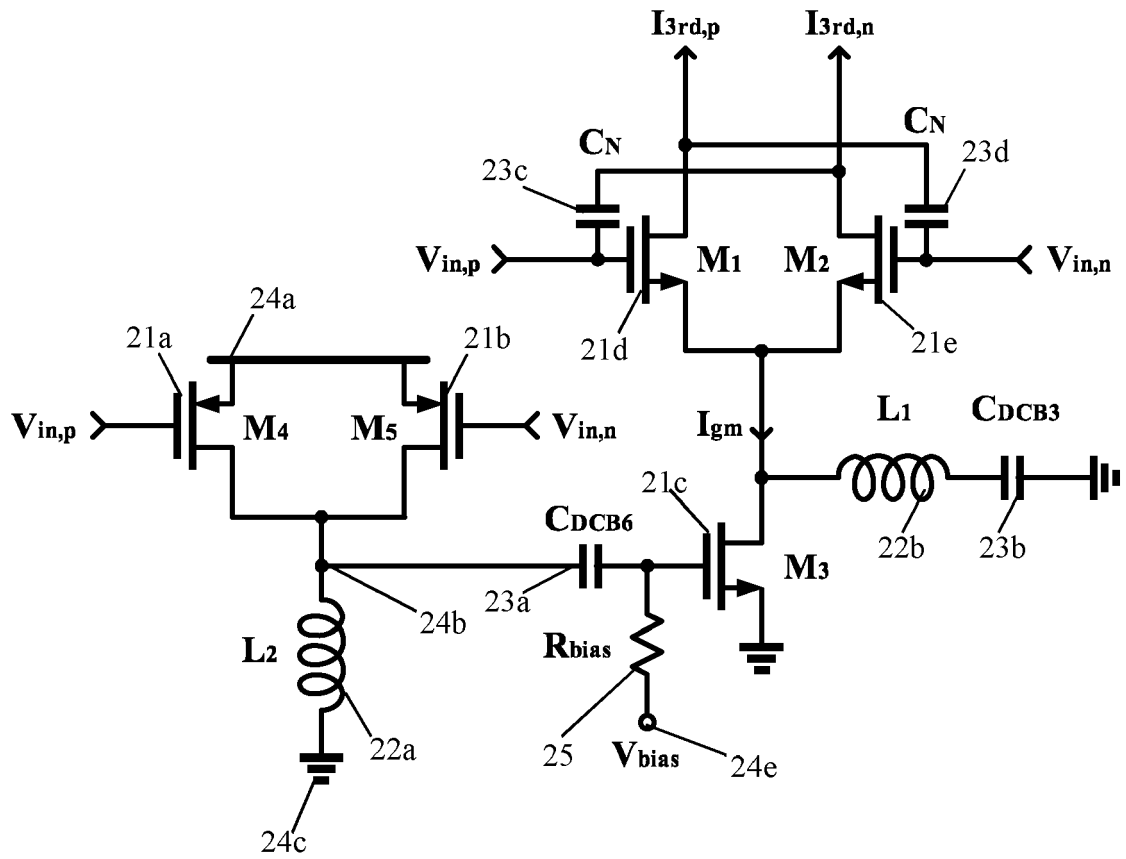 I3rd,p I3rd,n
CN CN
23c 23d
Vin,p M1 M2 Vin,n
24a
21a 21b 21d 21e
Vin,p M4 M5 Vin,n
Igm L1 CDCB3
21c
CDCB6 22b 23b
M3
23a
24b
L2 Rbias
22a 25 Vbias 24e
24c